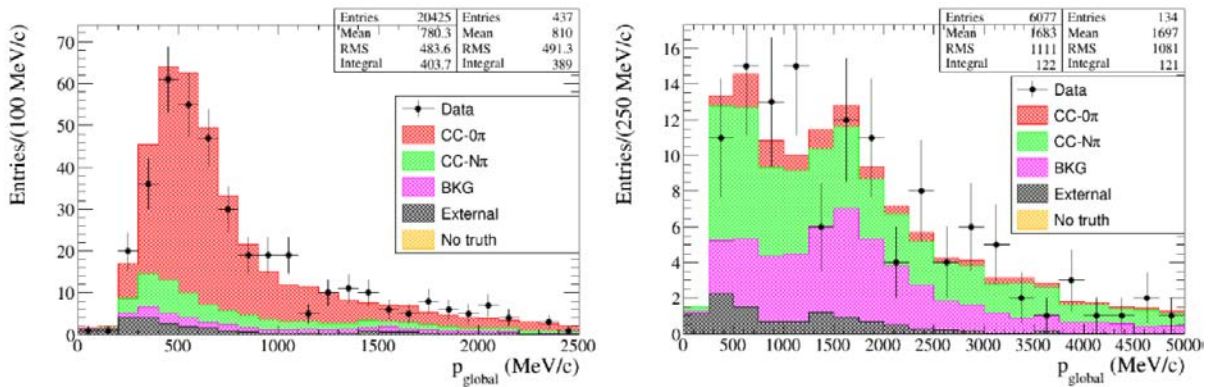 Entries 20425 Entries 437
Mean 780.3 Mean 810
RMS 483.6 RMS 491.3
Integral 403.7 Integral 389
Entries/(100 MeV/c)
70
60
50
40
30
20
10
0
Data
CC-0π
CC-Nπ
BKG
External
No truth
0 500 1000 1500 2000 2500
p_global (MeV/c)
Entries 6077 Entries 134
Mean 1683 Mean 1697
RMS 1111 RMS 1081
Integral 122 Integral 121
Entries/(250 MeV/c)
16
14
12
10
8
6
4
2
0
Data
CC-0π
CC-Nπ
BKG
External
No truth
0 500 1000 1500 2000 2500 3000 3500 4000 4500 5000
p_global (MeV/c)